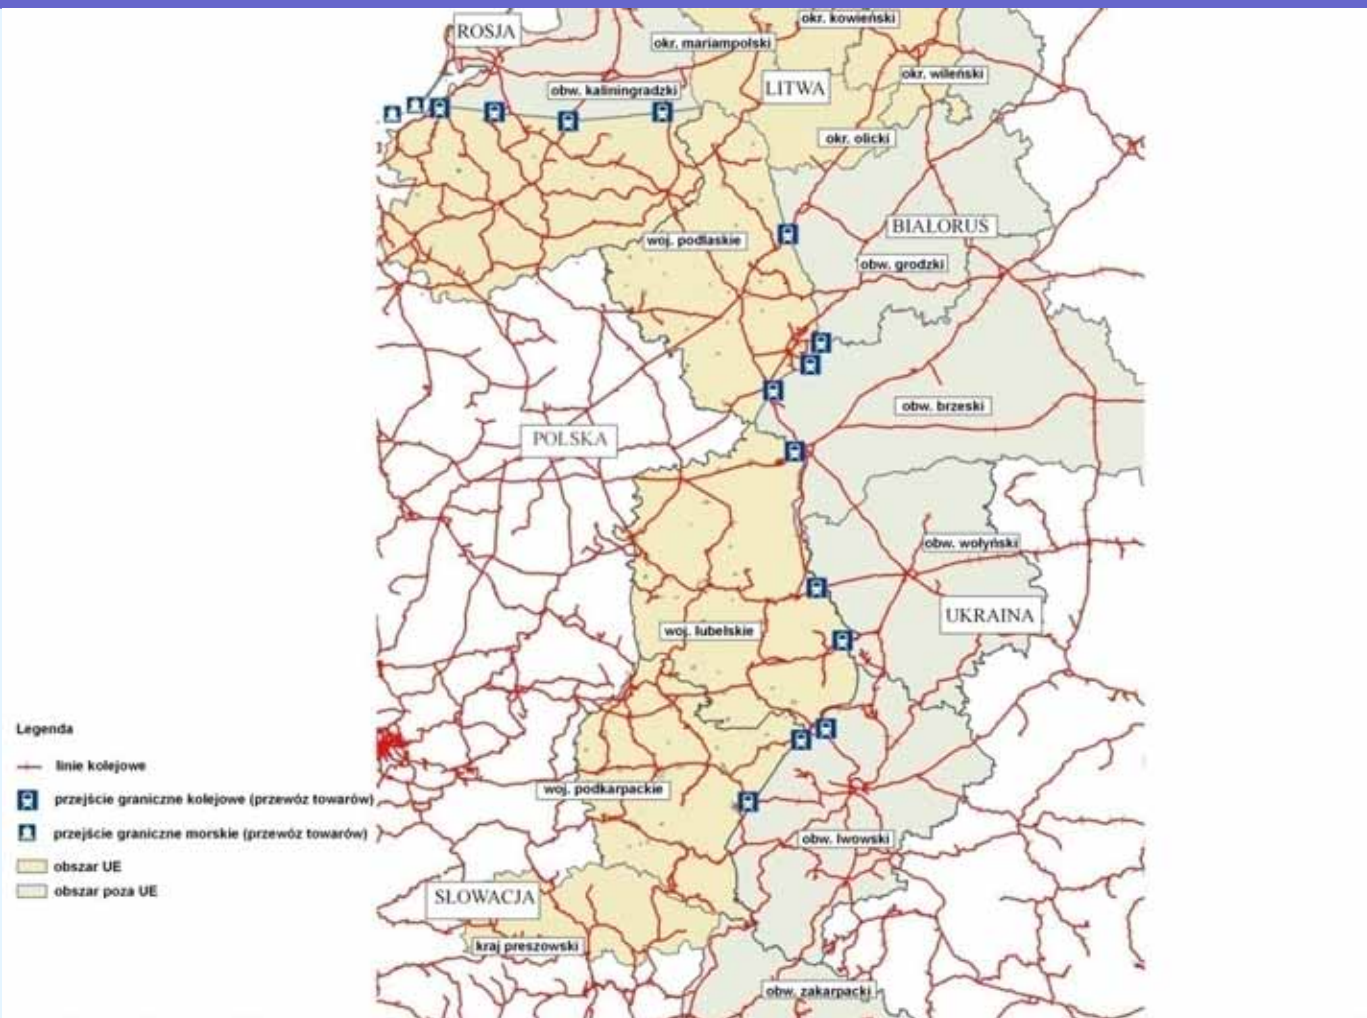 okr. kowieński
ROSJA
okr. mariampolski
okr. wileński
LITWA
obw. kaliningradzki
okr. olicki
BIAŁORUŚ
woj. podlaskie
obw. grodzki
obw. brzeski
POLSKA
obw. wołyński
UKRAINA
woj. lubelskie
Legenda
linie kolejowe
przejście graniczne kolejowe (przewóz towarów)
przejście graniczne morskie (przewóz towarów)
obszar UE
obszar poza UE
woj. podkarpackie
obw. lwowski
SŁOWACJA
kraj preszowski
obw. zakarpacki